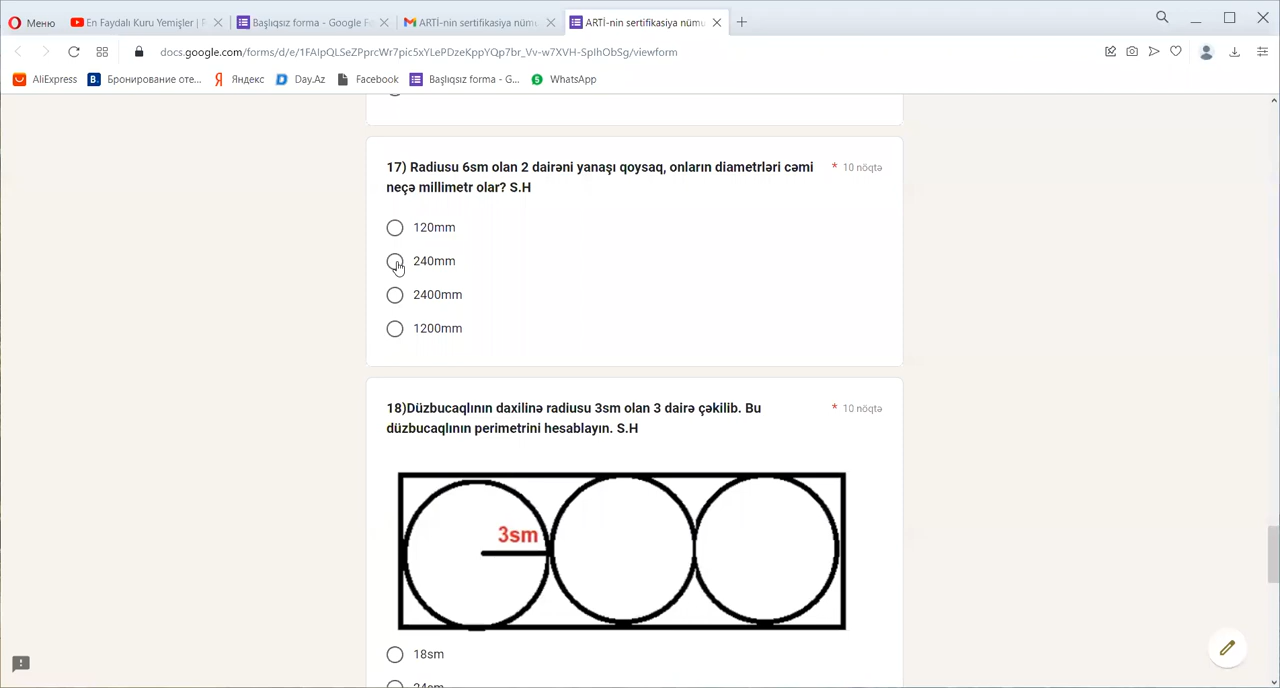 Меню
En Faydalı Kuru Yemişler | 
Başlıqsız forma - Google Fo
ARTİ-nin sertifikasiya nümu
ARTİ-nin sertifikasiya nümu
docs.google.com/forms/d/e/1FAIpQLSeZPprcWr7pic5xYLePDzeKppYQp7br_Vv-w7XVH-SplhObSg/viewform
AliExpress
B.
Бронирование оте...
Я
Яндекс
Day.Az
Facebook
Başlıqsız forma - G...
WhatsApp
17) Radiusu 6sm olan 2 dairəni yanaşı qoysaq, onların diametrləri cəmi
* 10 nöqtə
neçə millimetr olar? S.H
120mm
240mm
2400mm
1200mm
18)Düzbucaqlının daxilinə radiusu 3sm olan 3 dairə çəkilib. Bu
* 10 nöqtə
düzbucaqlının perimetrini hesablayın. S.H
3sm
18sm
24sm